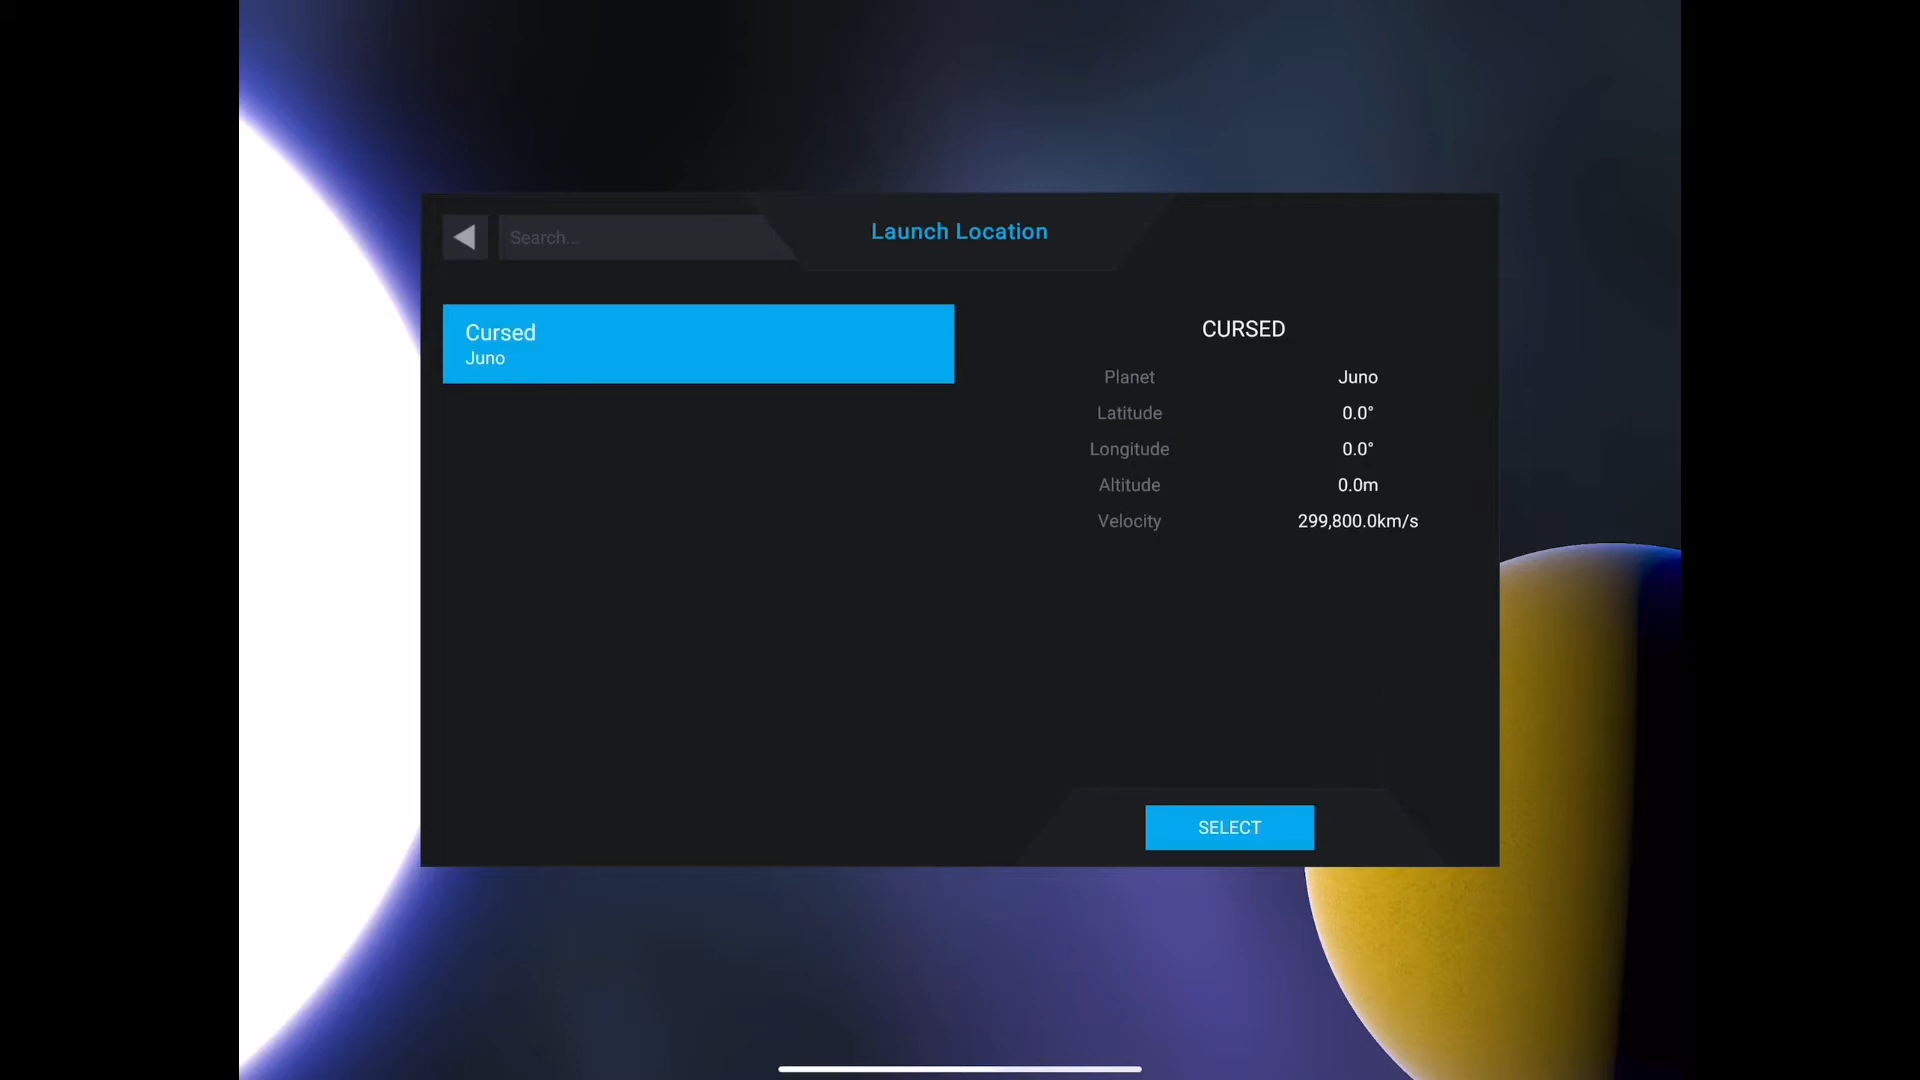 Search...
Launch Location
Cursed
Juno
CURSED
Planet Juno
Latitude 0.0°
Longitude 0.0°
Altitude 0.0m
Velocity 299,800.0km/s
SELECT